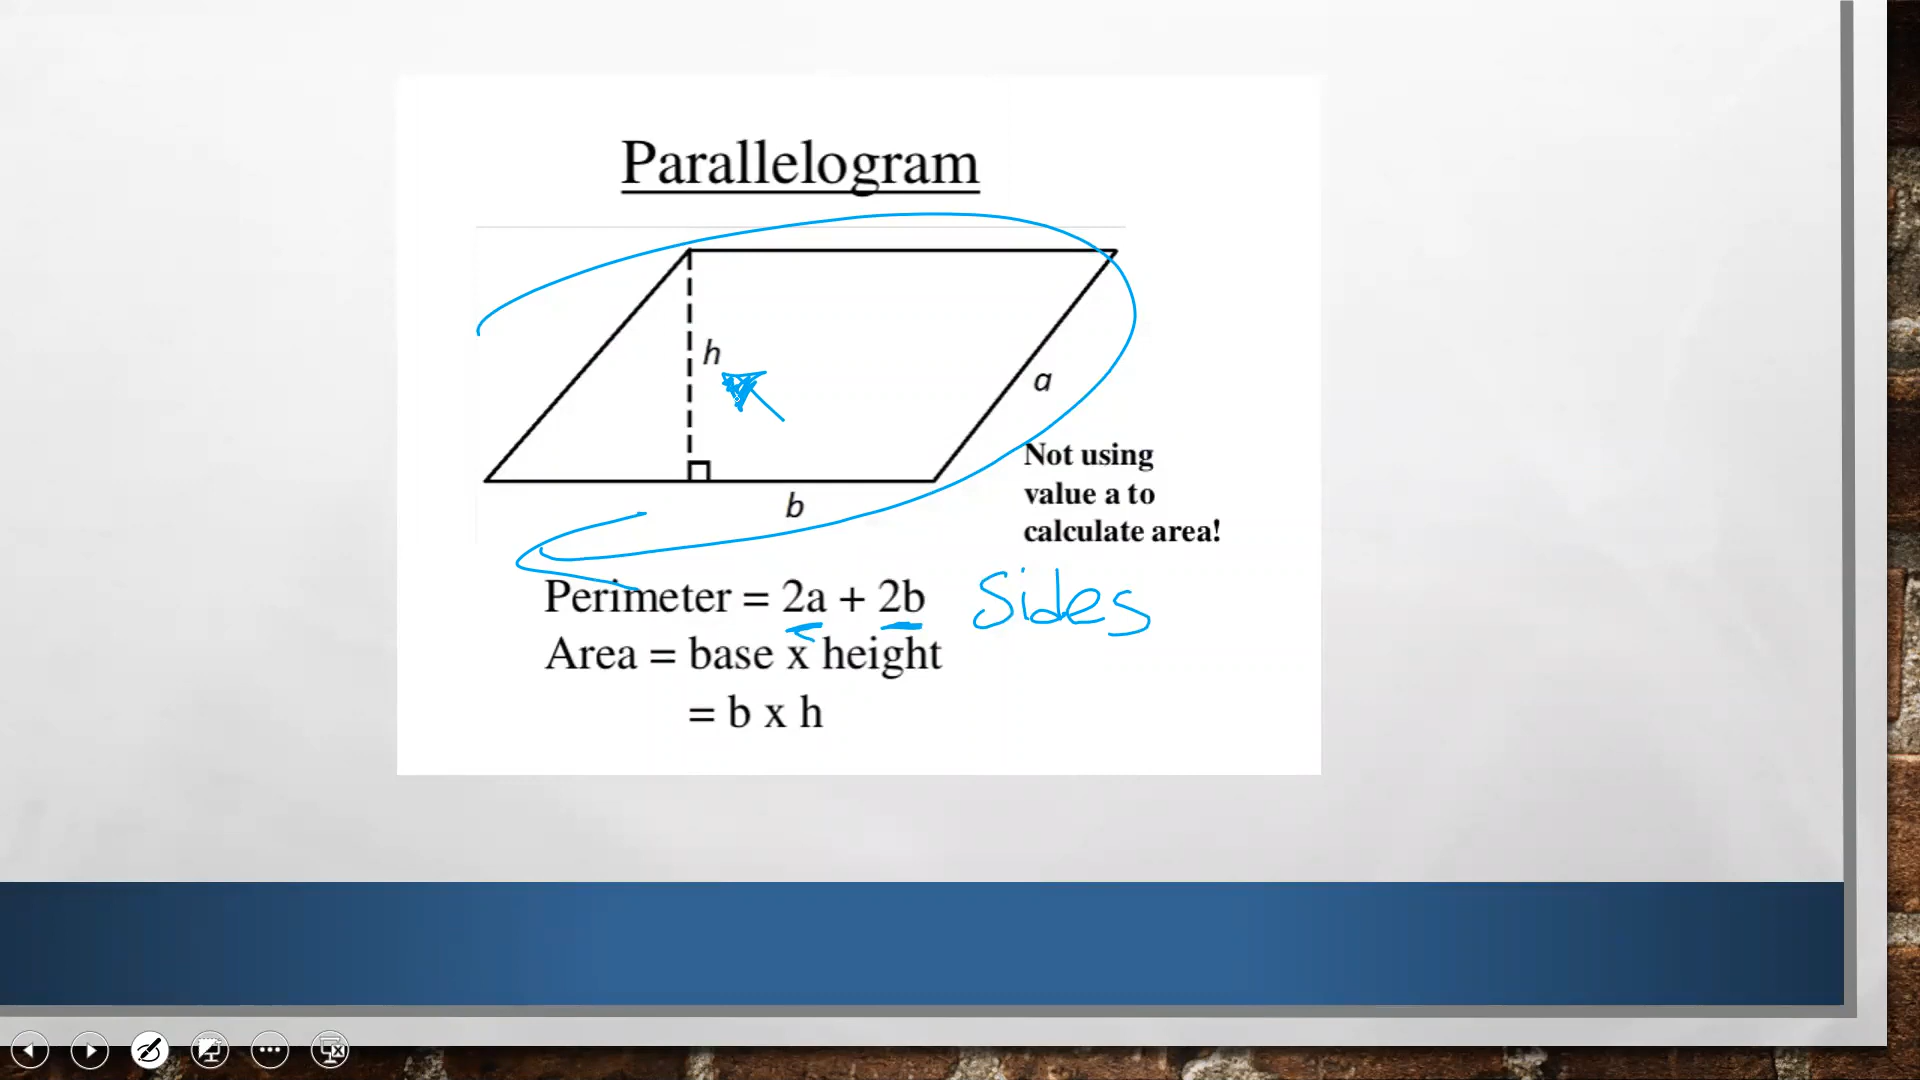 Parallelogram
h
a
b
Not using
value a to
calculate area!
Perimeter = 2a + 2b Sides
Area = base x height
= b x h